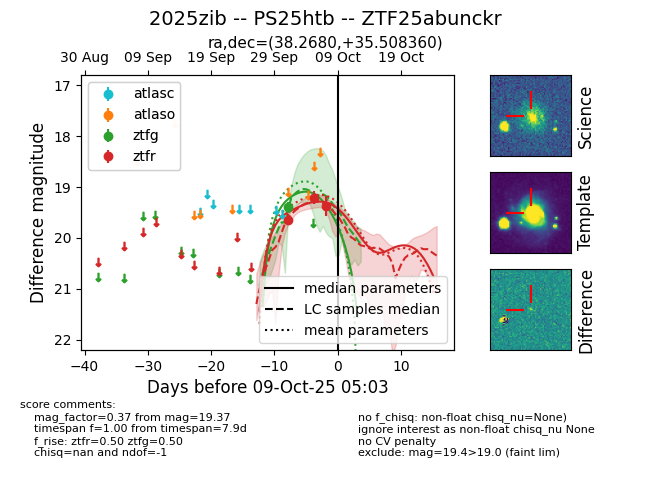 2025zib -- PS25htb -- ZTF25abunckr
ra,dec=(38.2680,+35.508360)
30 Aug 09 Sep 19 Sep 29 Sep 09 Oct 19 Oct
17
18
19
20
21
22
Difference magnitude
atlasc
atlaso
ztfg
ztfr
median parameters
LC samples median
mean parameters
−40 −30 −20 −10 0 10
Days before 09-Oct-25 05:03
Science
Template
Difference
score comments:
mag_factor=0.37 from mag=19.37
timespan f=1.00 from timespan=7.9d
f_rise: ztfr=0.50 ztfg=0.50
chisq=nan and ndof=-1
no f_chisq: non-float chisq_nu=None)
ignore interest as non-float chisq_nu None
no CV penalty
exclude: mag=19.4>19.0 (faint lim)